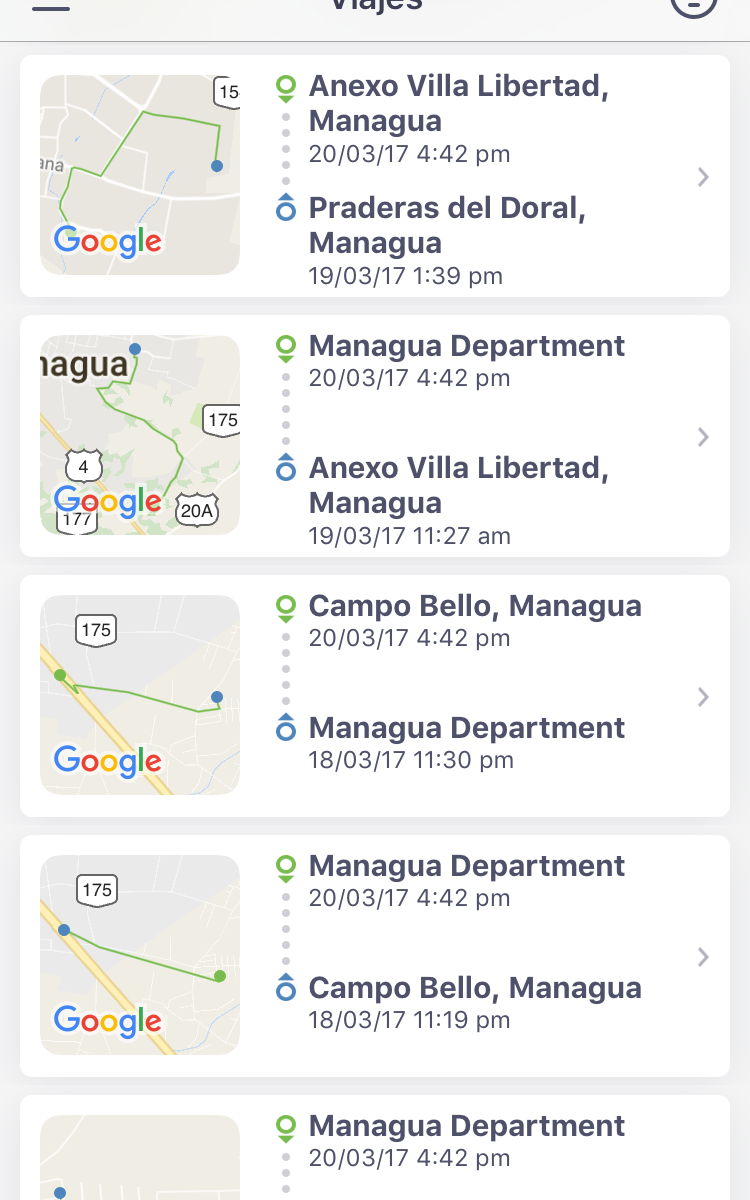 Viajes
15
ana
Google
Anexo Villa Libertad,
Managua
20/03/17 4:42 pm
Praderas del Doral,
Managua
19/03/17 1:39 pm
nagua
175
4
Google
177
20A
Managua Department
20/03/17 4:42 pm
Anexo Villa Libertad,
Managua
19/03/17 11:27 am
175
Google
Campo Bello, Managua
20/03/17 4:42 pm
Managua Department
18/03/17 11:30 pm
175
Google
Managua Department
20/03/17 4:42 pm
Campo Bello, Managua
18/03/17 11:19 pm
Managua Department
20/03/17 4:42 pm